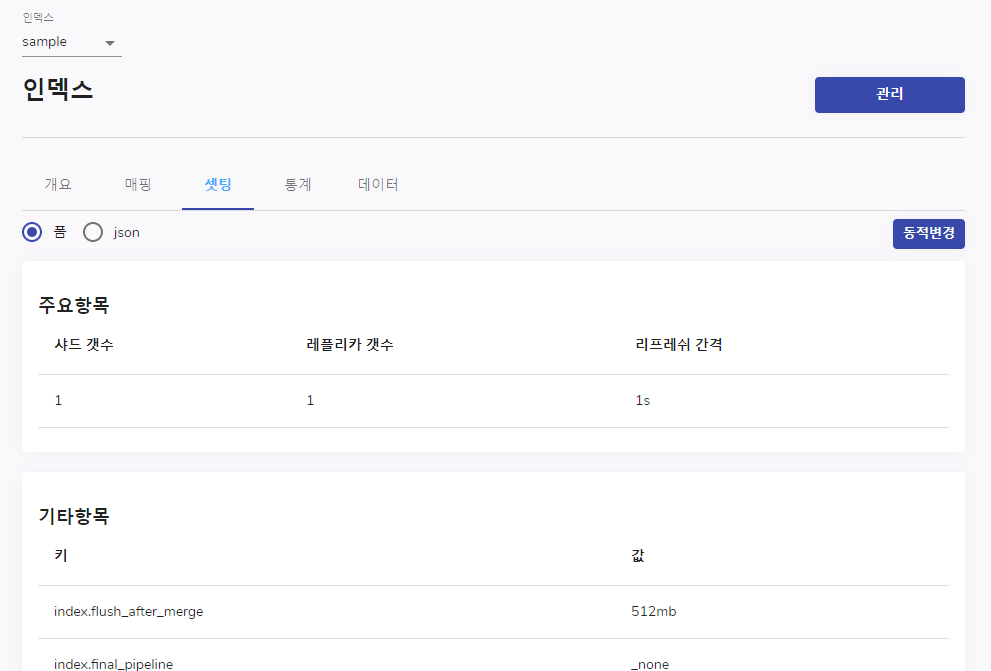 인덱스
sample
인덱스
관리
개요 매핑 셋팅 통계 데이터
폼 json 동적변경
주요항목
샤드 갯수 레플리카 갯수 리프레쉬 간격
1 1 1s
기타항목
키 값
index.flush_after_merge 512mb
index.final_pipeline _none